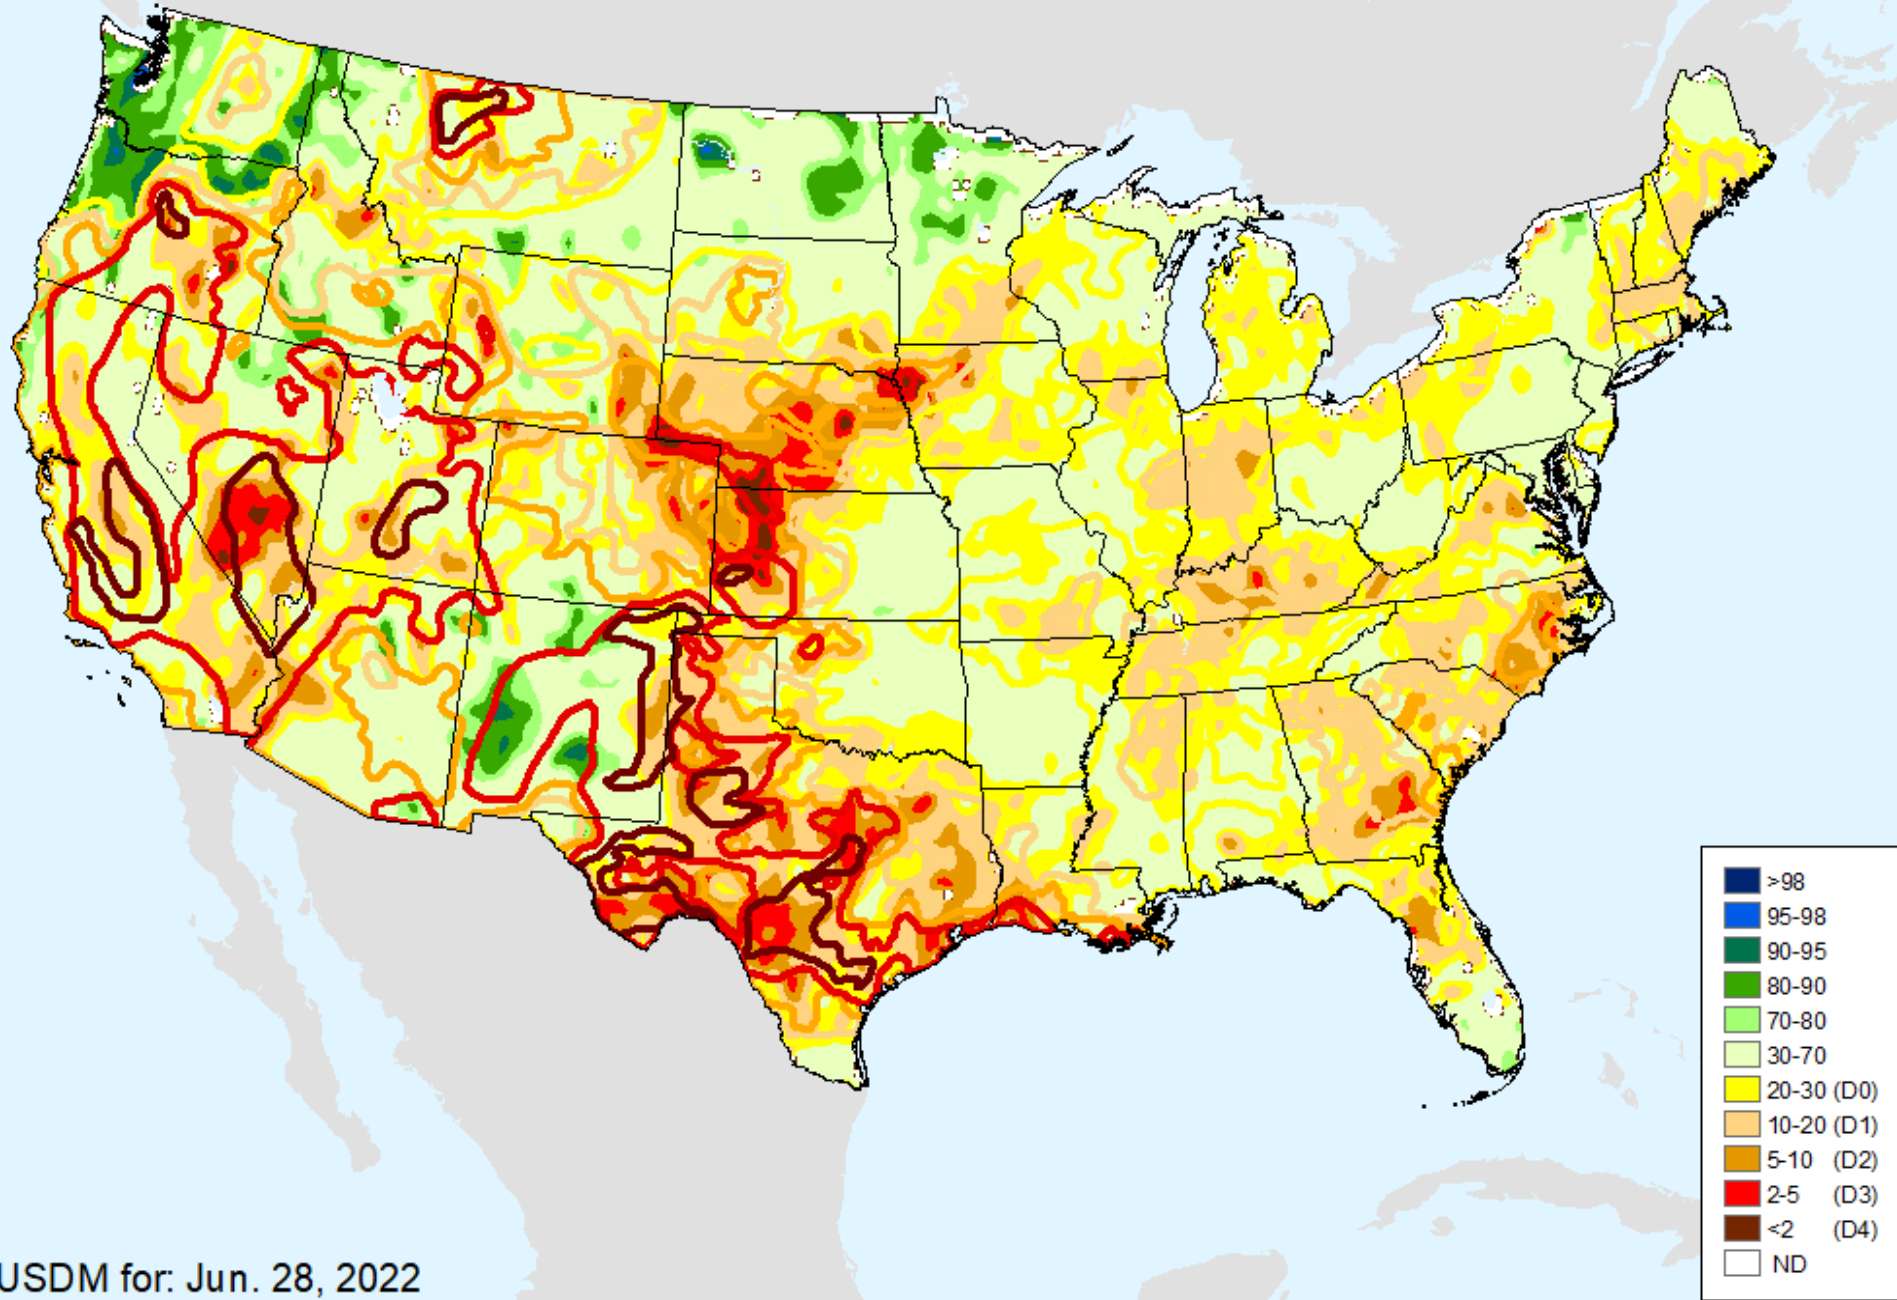 >98
95-98
90-95
80-90
70-80
30-70
20-30 (D0)
10-20 (D1)
5-10 (D2)
2-5 (D3)
<2 (D4)
ND
USDM for: Jun. 28, 2022